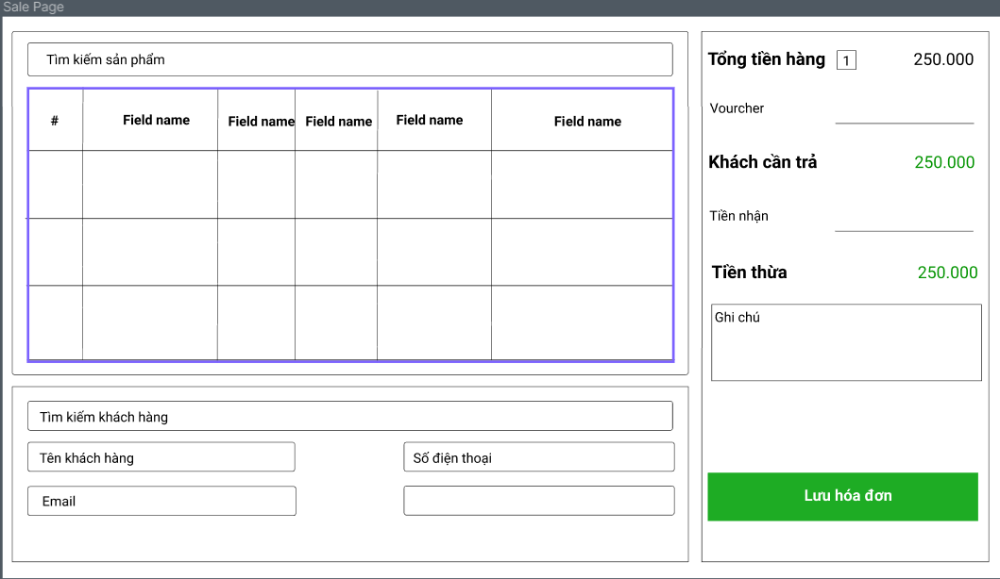 Sale Page
Tìm kiếm sản phẩm
# Field name Field name Field name Field name Field name
Tìm kiếm khách hàng
Tên khách hàng Số điện thoại
Email
Tổng tiền hàng 1 250.000
Vourcher
Khách cần trả 250.000
Tiền nhận
Tiền thừa 250.000
Ghi chú
Lưu hóa đơn